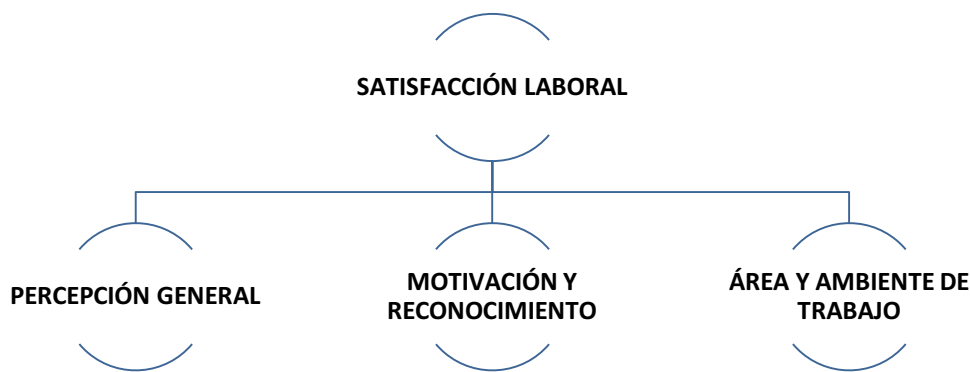 SATISFACCIÓN LABORAL
PERCEPCIÓN GENERAL
MOTIVACIÓN Y
RECONOCIMIENTO
ÁREA Y AMBIENTE DE
TRABAJO